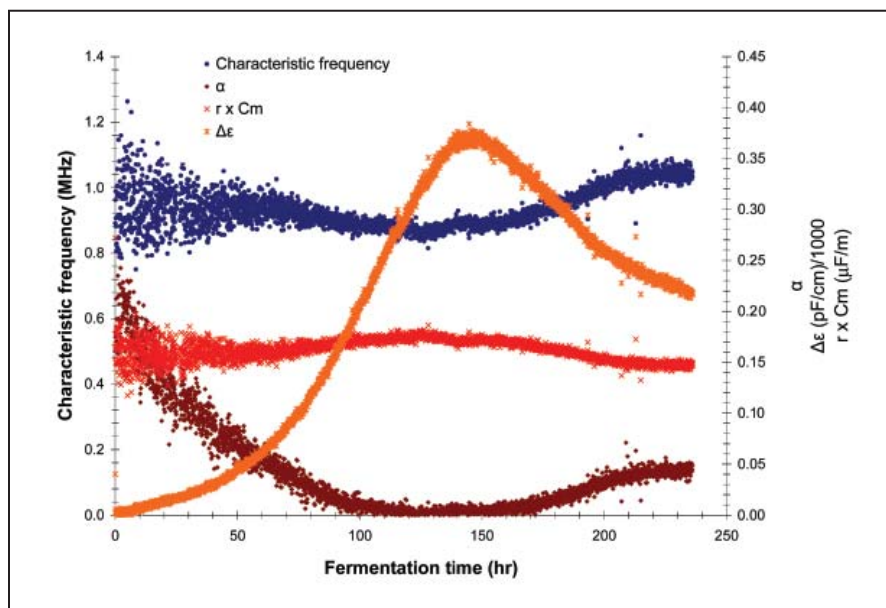 Characteristic frequency
α
r x Cm
Δε
1.4
1.2
1.0
0.8
0.6
0.4
0.2
0.0
Characteristic frequency (MHz)
0.45
0.40
0.35
0.30
0.25
0.20
0.15
0.10
0.05
0.00
α
Δε (pF/cm)/1000
r x Cm (μF/m)
0
50
100
150
200
250
Fermentation time (hr)